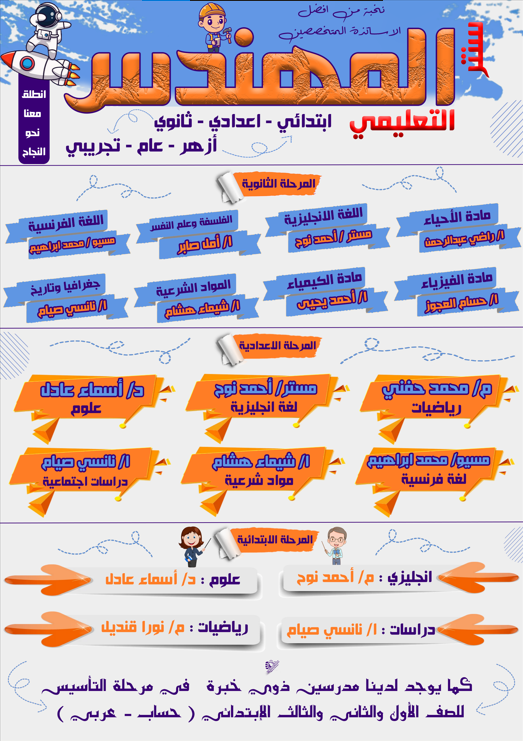 نخبة من افضل
الاساتذة المتخصصين
سنتر
المهندس
التعليمي
ابتدائي - اعدادي - ثانوي
أزهر - عام - تجريبي
انطلق
معنا
نحو
النجاح
المرحلة الثانوية
مادة الأحياء
ا/ راضي عبدالرحمن
اللغة الانجليزية
مستر / أحمد نوح
الفلسفة وعلم النفس
ا/ أمل صابر
اللغة الفرنسية
مسيو / محمد ابراهيم
مادة الفيزياء
ا/ حسام العجوز
مادة الكيمياء
ا/ أحمد يحيى
المواد الشرعية
ا/ شيماء هشام
جغرافيا وتاريخ
ا/ نانسي صيام
المرحلة الاعدادية
م/ محمد حفني
رياضيات
مستر/ أحمد نوح
لغة انجليزية
د/ أسماء عادل
علوم
مسيو/ محمد ابراهيم
لغة فرنسية
ا/ شيماء هشام
مواد شرعية
ا/ نانسي صيام
دراسات اجتماعية
المرحلة الابتدائية
انجليزي : م/ أحمد نوح
علوم : د/ أسماء عادل
دراسات : ا/ نانسي صيام
رياضيات : م/ نورا قنديل
كما يوجد لدينا مدرسين ذوي خبرة في مرحلة التأسيس
للصف الأول والثاني والثالث الإبتدائي ( حساب - عربي )